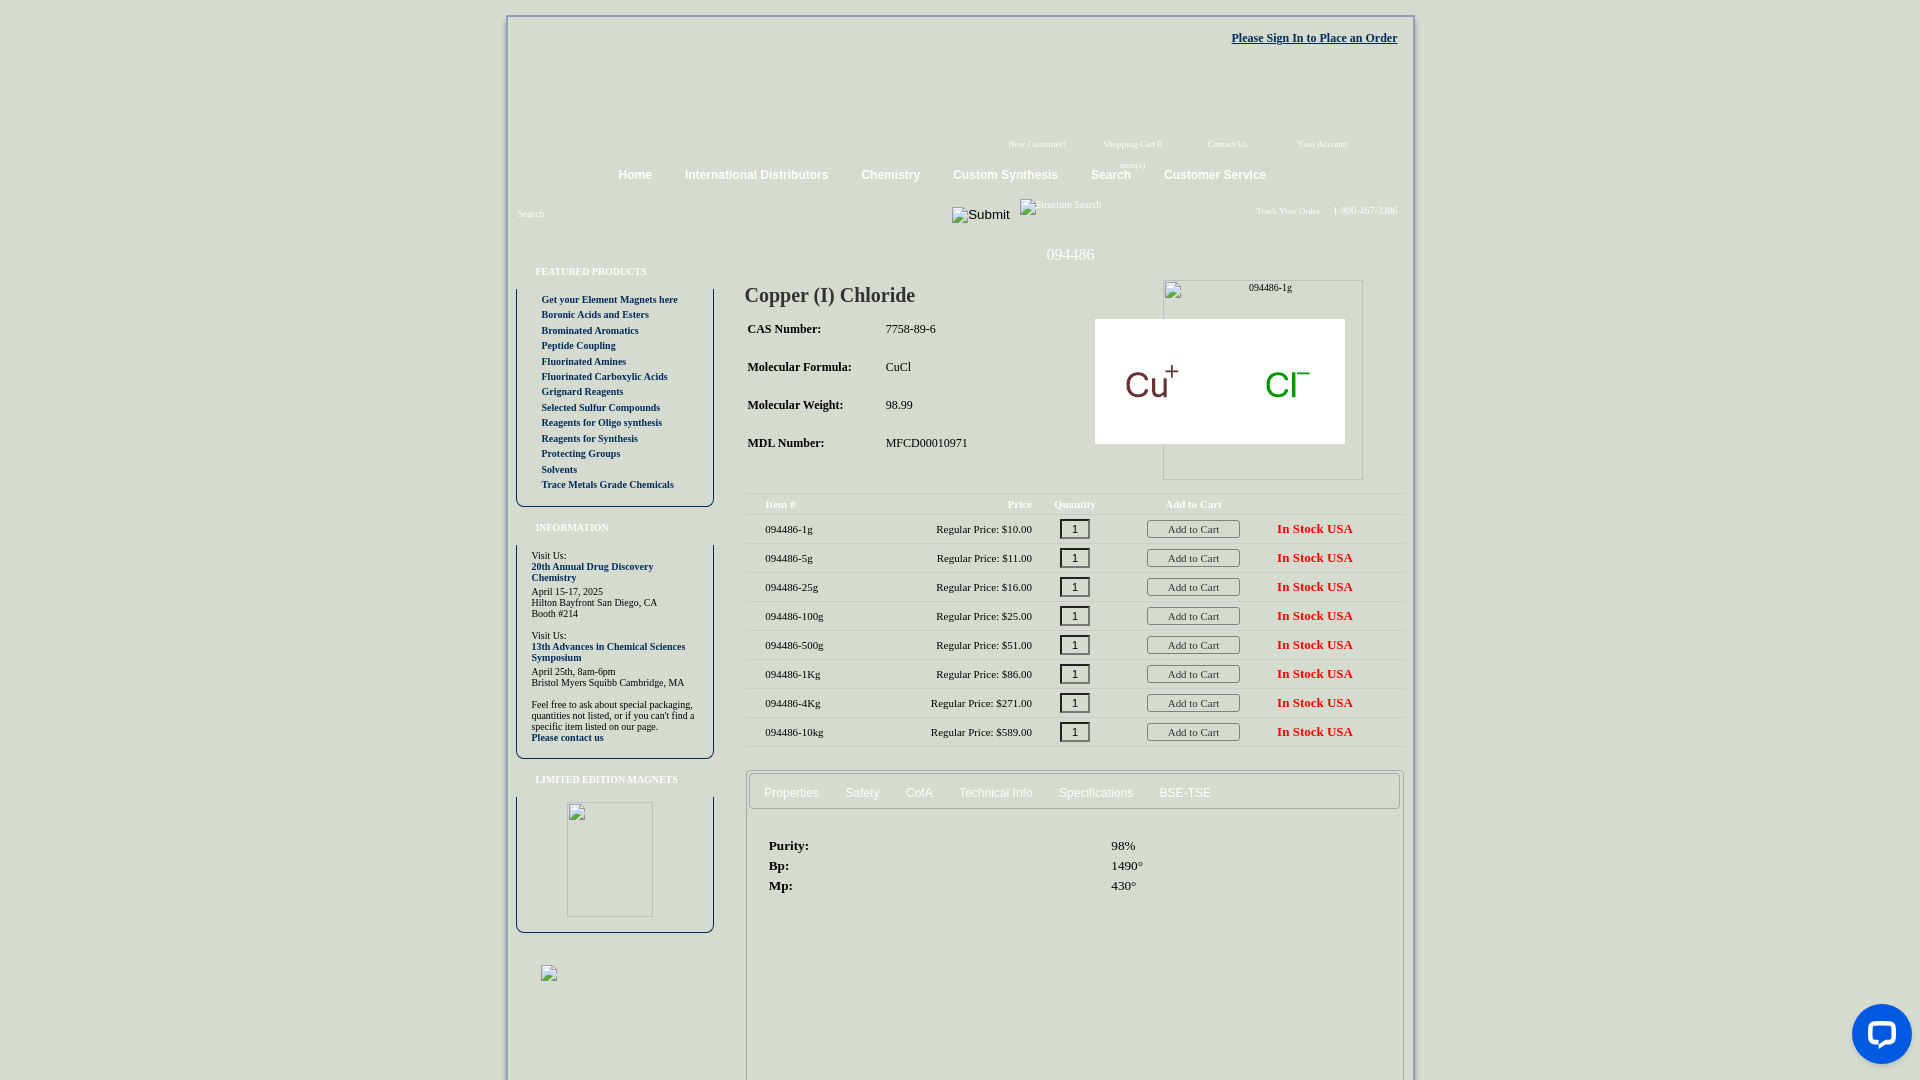 Please Sign In to Place an Order
New Customer? Shopping Cart 0 item(s) Contact Us Your Account
Home International Distributors Chemistry Custom Synthesis Search Customer Service
Search: Submit Structure Search Track Your Order 1-800-467-3386
094486
FEATURED PRODUCTS
Get your Element Magnets here
Boronic Acids and Esters
Brominated Aromatics
Peptide Coupling
Fluorinated Amines
Fluorinated Carboxylic Acids
Grignard Reagents
Selected Sulfur Compounds
Reagents for Oligo synthesis
Reagents for Synthesis
Protecting Groups
Solvents
Trace Metals Grade Chemicals
INFORMATION
Visit Us:
20th Annual Drug Discovery
Chemistry
April 15-17, 2025
Hilton Bayfront San Diego, CA
Booth #214
Visit Us:
13th Advances in Chemical Sciences
Symposium
April 25th, 8am-6pm
Bristol Myers Squibb Cambridge, MA
Feel free to ask about special packaging,
quantities not listed, or if you can't find a
specific item listed on our page.
Please contact us
LIMITED EDITION MAGNETS
Copper (I) Chloride
094486-1g
CAS Number: 7758-89-6
Molecular Formula: CuCl
Molecular Weight: 98.99
MDL Number: MFCD00010971
Cu+ Cl−
Item # Price Quantity Add to Cart
094486-1g Regular Price: $10.00 1 Add to Cart In Stock USA
094486-5g Regular Price: $11.00 1 Add to Cart In Stock USA
094486-25g Regular Price: $16.00 1 Add to Cart In Stock USA
094486-100g Regular Price: $25.00 1 Add to Cart In Stock USA
094486-500g Regular Price: $51.00 1 Add to Cart In Stock USA
094486-1Kg Regular Price: $86.00 1 Add to Cart In Stock USA
094486-4Kg Regular Price: $271.00 1 Add to Cart In Stock USA
094486-10kg Regular Price: $589.00 1 Add to Cart In Stock USA
Properties Safety CofA Technical Info Specifications BSE-TSE
Purity: 98%
Bp: 1490°
Mp: 430°